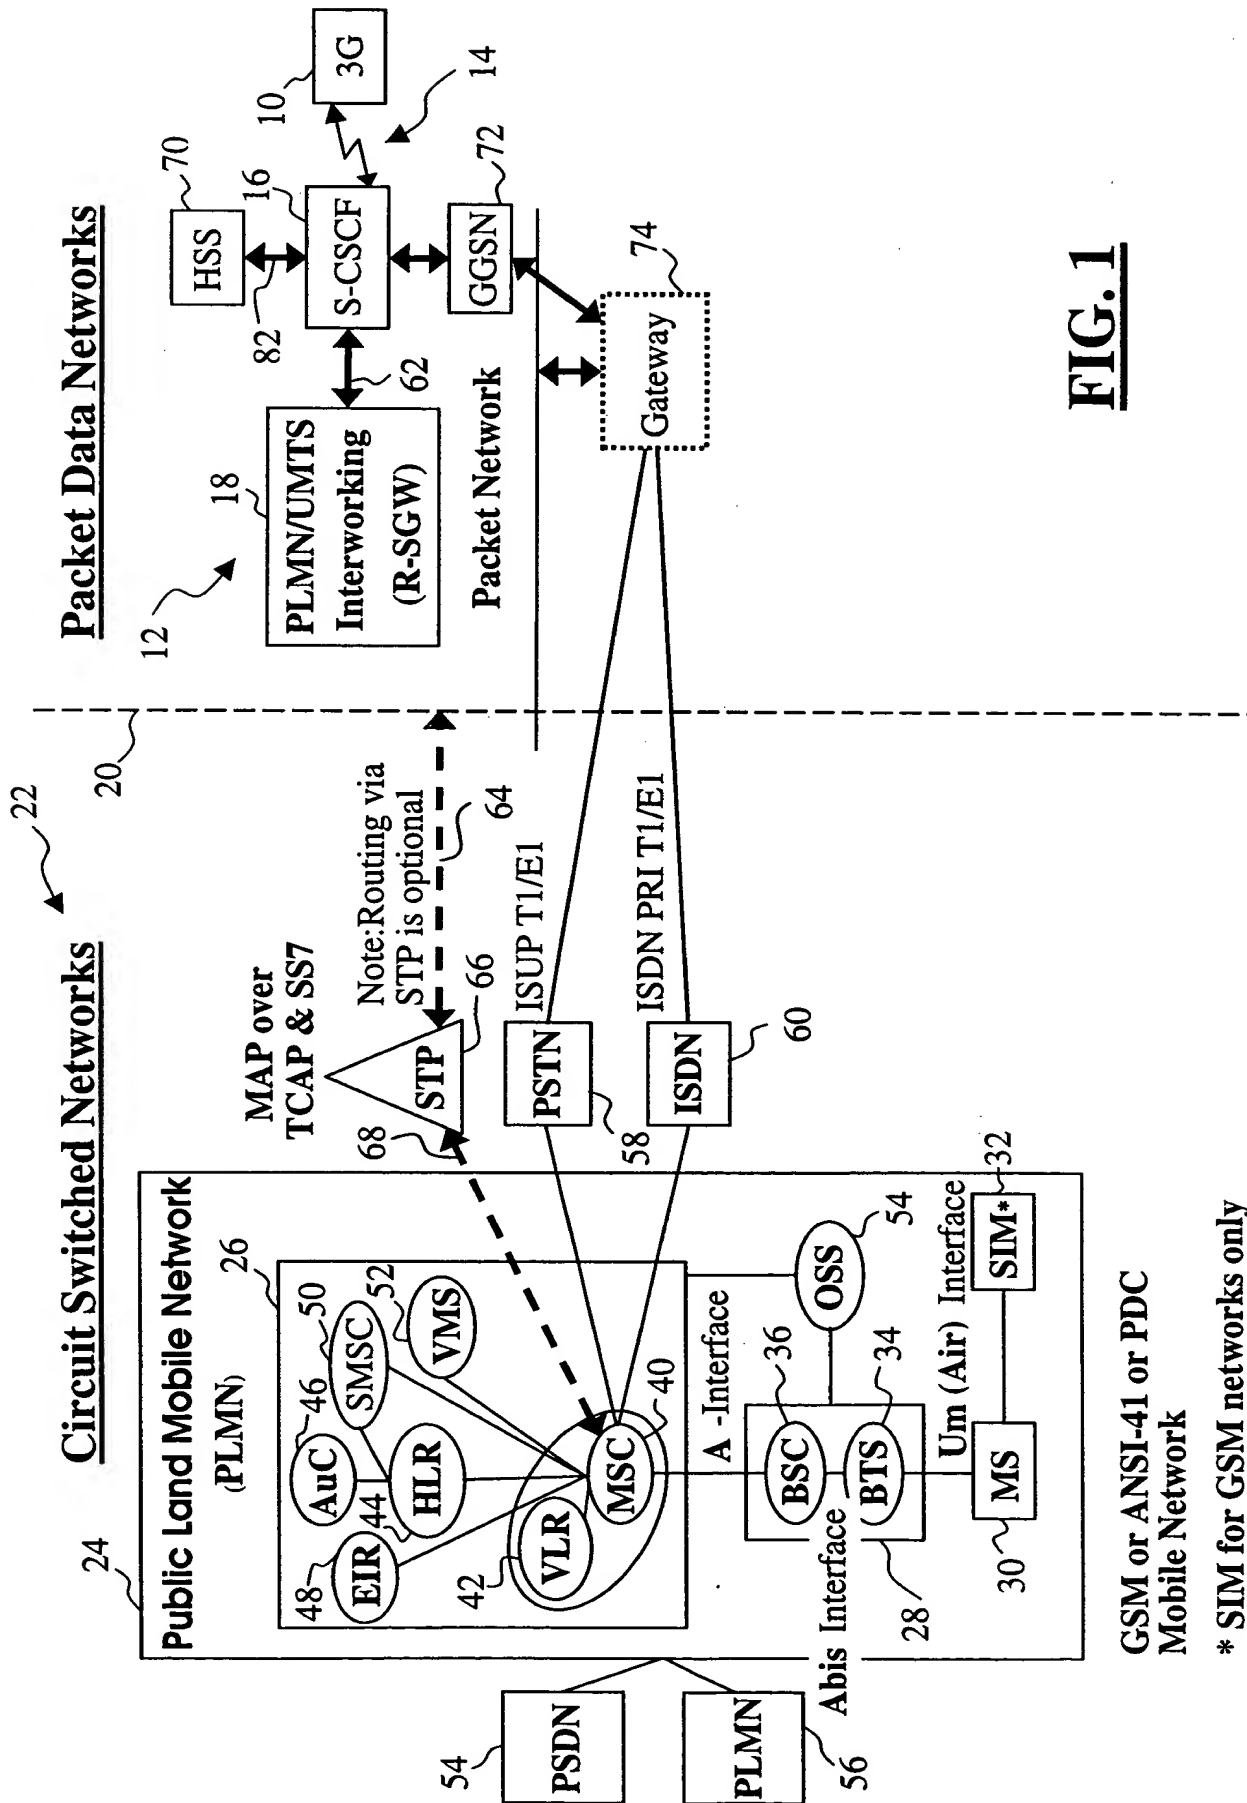 Circuit Switched Networks
22
20
Packet Data Networks
24
Public Land Mobile Network
(PLMN)
26
48
EIR
46
AuC
44
HLR
50
SMSC
52
VMS
42
VLR
MSC
40
MAP over
TCAP & SS7
68
STP
66
Note:Routing via
STP is optional
64
12
18
PLMN/UMTS
Interworking
(R-SGW)
62
82
HSS
70
S-CSCF
16
10
3G
14
GGSN
72
Packet Network
Gateway
74
54
PSDN
PLMN
56
PSTN
58
ISUP T1/E1
ISDN
60
ISDN PRI T1/E1
A -Interface
OSS
54
36
BSC
34
BTS
Abis Interface
28
Um (Air) Interface
MS
30
SIM*
32
GSM or ANSI-41 or PDC
Mobile Network
* SIM for GSM networks only
FIG. 1